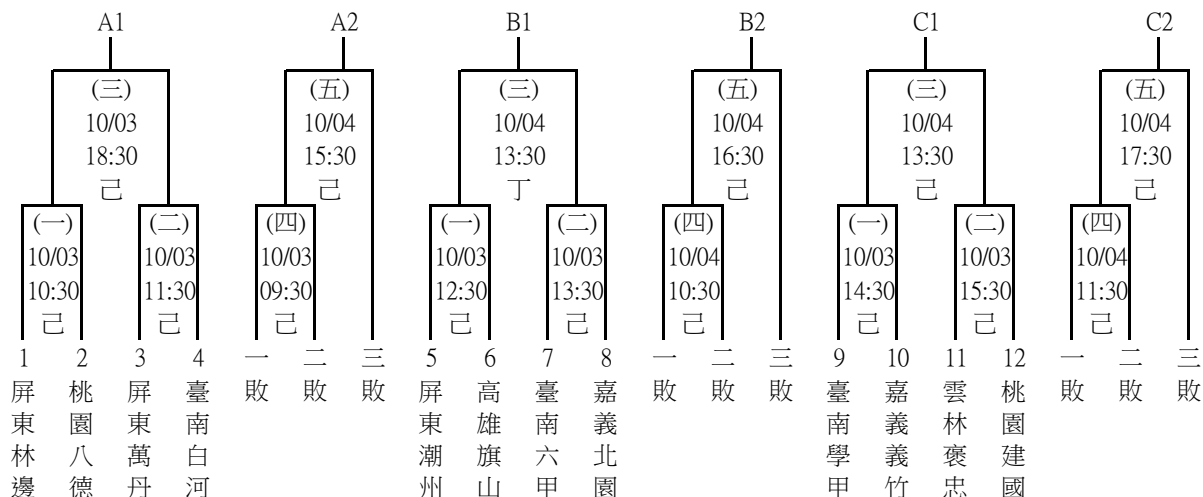 A1 A2 B1 B2 C1 C2
(三) (五) (三) (五) (三) (五)
10/03 10/04 10/04 10/04 10/04 10/04
18:30 15:30 13:30 16:30 13:30 17:30
己 己 丁 己 己 己
(一) (二) (四) (一) (二) (四) (一) (二) (四)
10/03 10/03 10/03 10/03 10/03 10/04 10/03 10/03 10/04
10:30 11:30 09:30 12:30 13:30 10:30 14:30 15:30 11:30
己 己 己 己 己 己 己 己 己
1 2 3 4 一敗 二敗 三敗 5 6 7 8 一敗 二敗 三敗 9 10 11 12 一敗 二敗 三敗
屏東林邊
桃園八德
屏東萬丹
臺南白河
屏東潮州
高雄旗山
臺南六甲
嘉義北園
臺南學甲
嘉義義竹
雲林褒忠
桃園建國